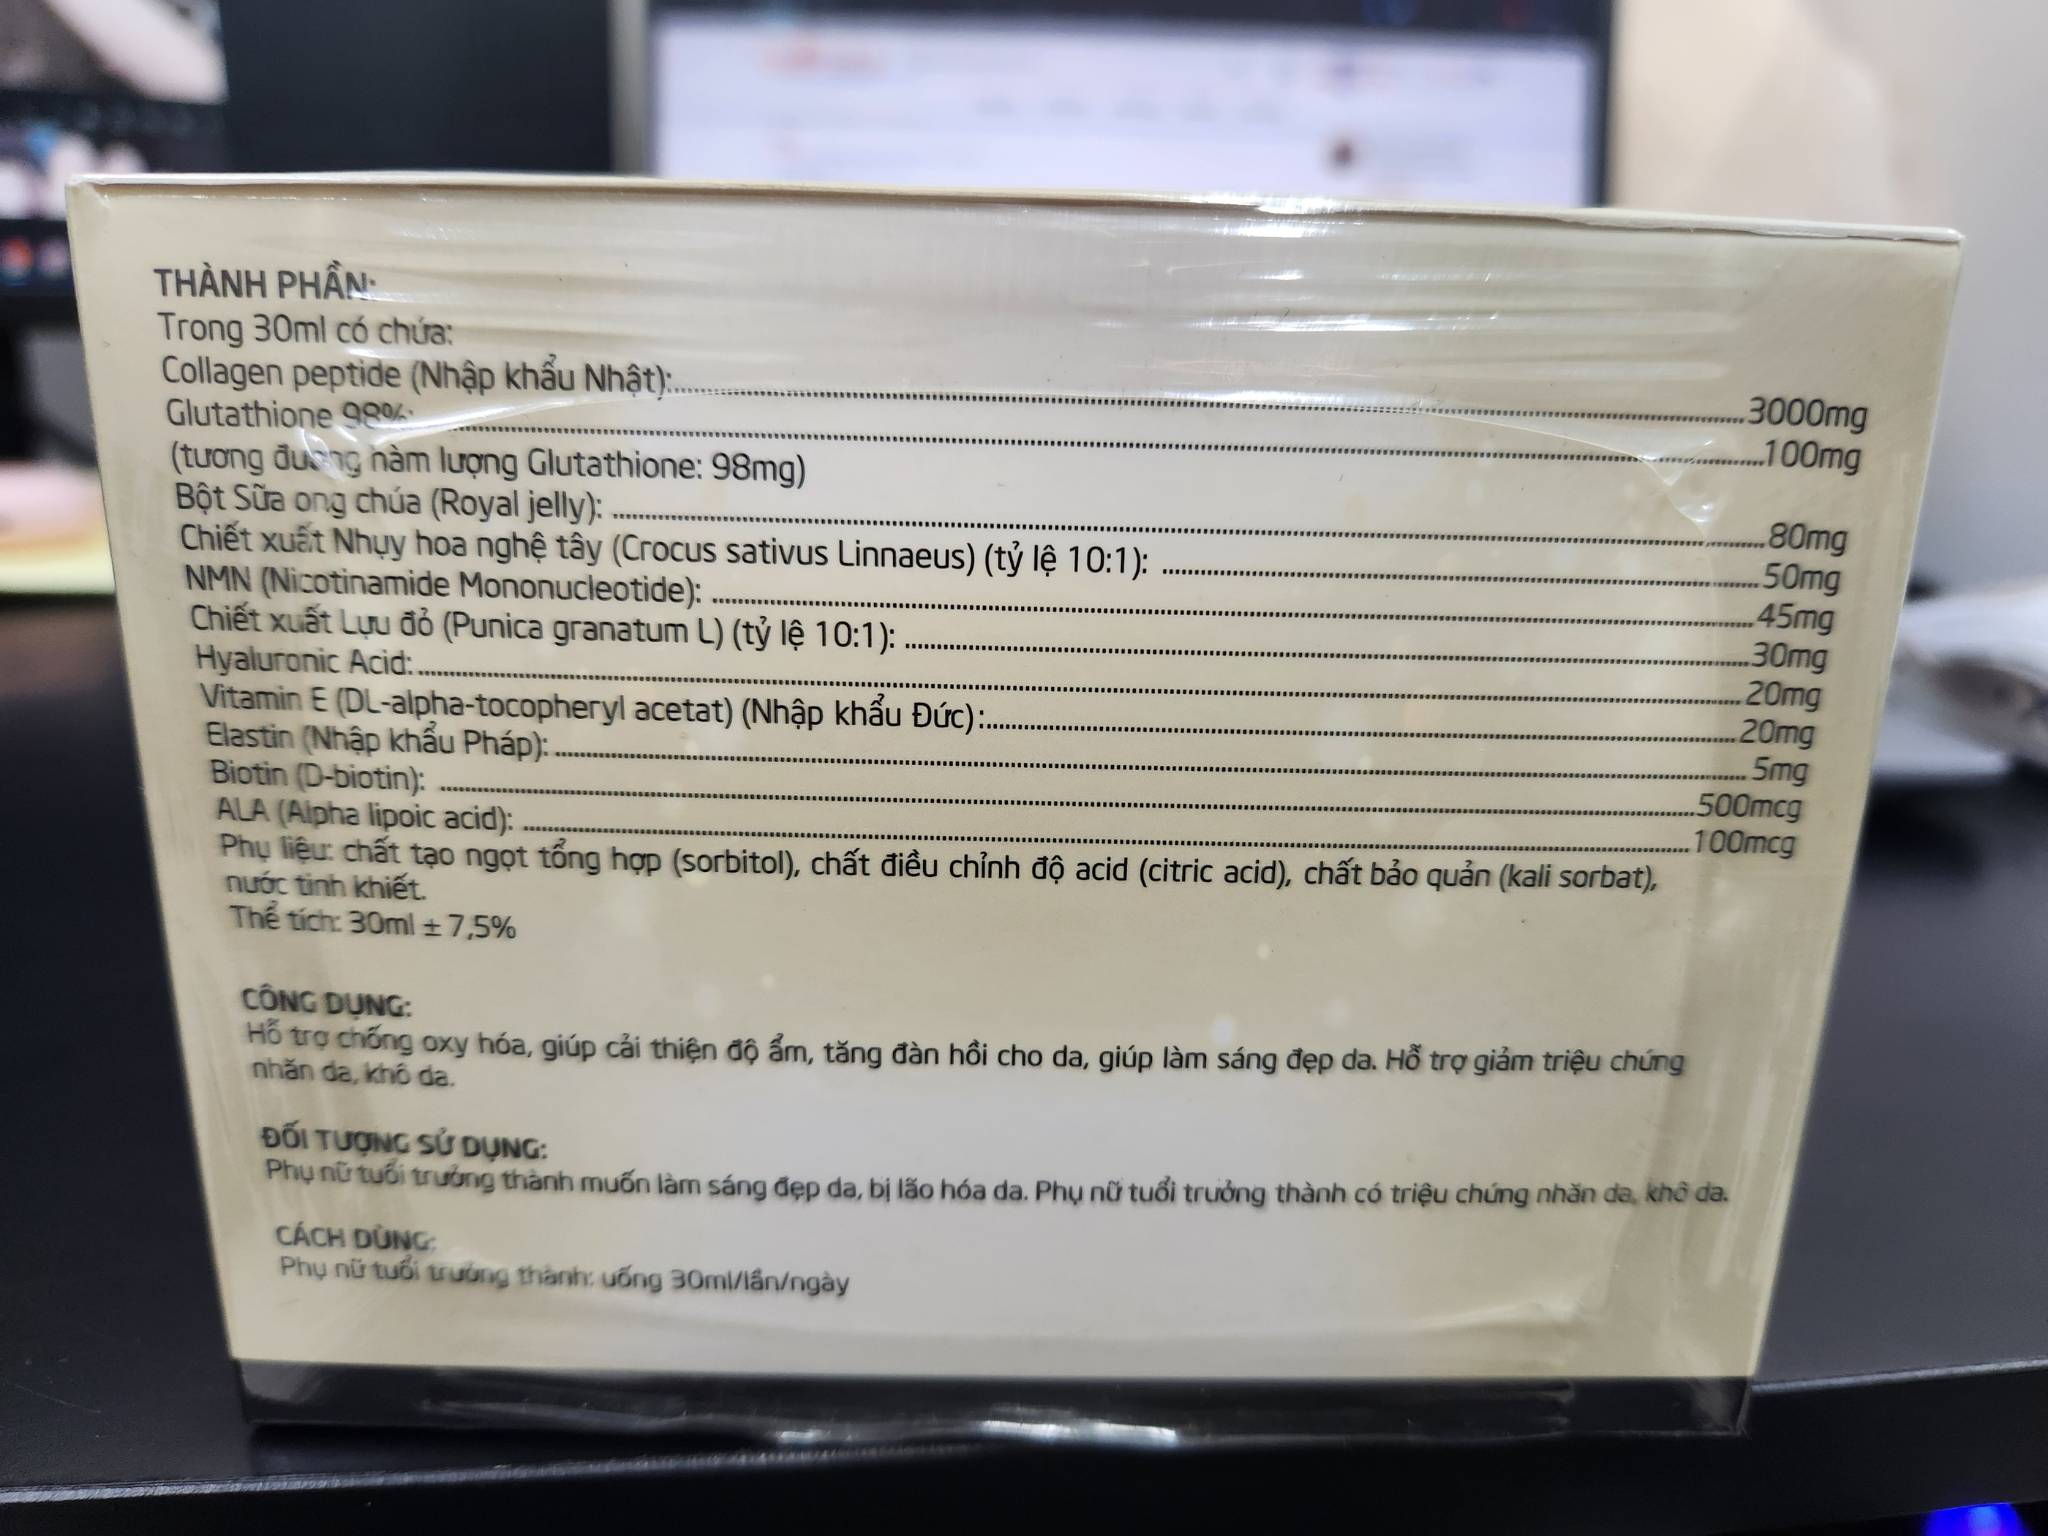 THÀNH PHẦN:
Trong 30ml có chứa:
Collagen peptide (Nhập khẩu Nhật):........3000mg
Glutathione 98%:........100mg
(tương đương hàm lượng Glutathione: 98mg)
Bột Sữa ong chúa (Royal jelly):........80mg
Chiết xuất Nhụy hoa nghệ tây (Crocus sativus Linnaeus) (tỷ lệ 10:1):........50mg
NMN (Nicotinamide Mononucleotide):........45mg
Chiết xuất Lựu đỏ (Punica granatum L) (tỷ lệ 10:1):........30mg
Hyaluronic Acid:........20mg
Vitamin E (DL-alpha-tocopheryl acetat) (Nhập khẩu Đức):........20mg
Elastin (Nhập khẩu Pháp):........5mg
Biotin (D-biotin):........500mcg
ALA (Alpha lipoic acid):........100mcg
Phụ liệu: chất tạo ngọt tổng hợp (sorbitol), chất điều chỉnh độ acid (citric acid), chất bảo quản (kali sorbat),
nước tinh khiết.
Thể tích: 30ml ± 7,5%
CÔNG DỤNG:
Hỗ trợ chống oxy hóa, giúp cải thiện độ ẩm, tăng đàn hồi cho da, giúp làm sáng đẹp da. Hỗ trợ giảm triệu chứng
nhăn da, khô da.
ĐỐI TƯỢNG SỬ DỤNG:
Phụ nữ tuổi trưởng thành muốn làm sáng đẹp da, bị lão hóa da. Phụ nữ tuổi trưởng thành có triệu chứng nhăn da, khô da.
CÁCH DÙNG:
Phụ nữ tuổi trưởng thành: uống 30ml/lần/ngày